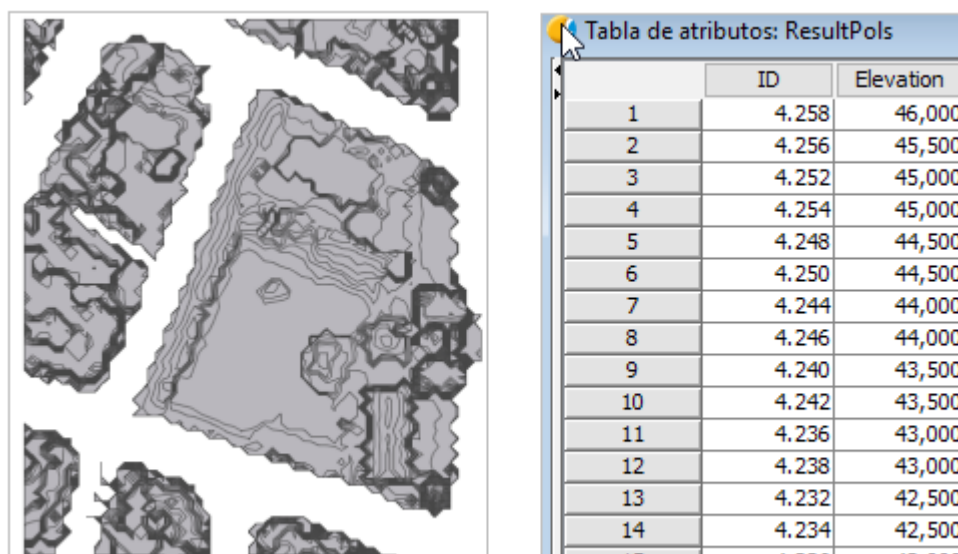 Tabla de atributos: ResultPols
ID Elevation
1 4.258 46,000
2 4.256 45,500
3 4.252 45,000
4 4.254 45,000
5 4.248 44,500
6 4.250 44,500
7 4.244 44,000
8 4.246 44,000
9 4.240 43,500
10 4.242 43,500
11 4.236 43,000
12 4.238 43,000
13 4.232 42,500
14 4.234 42,500